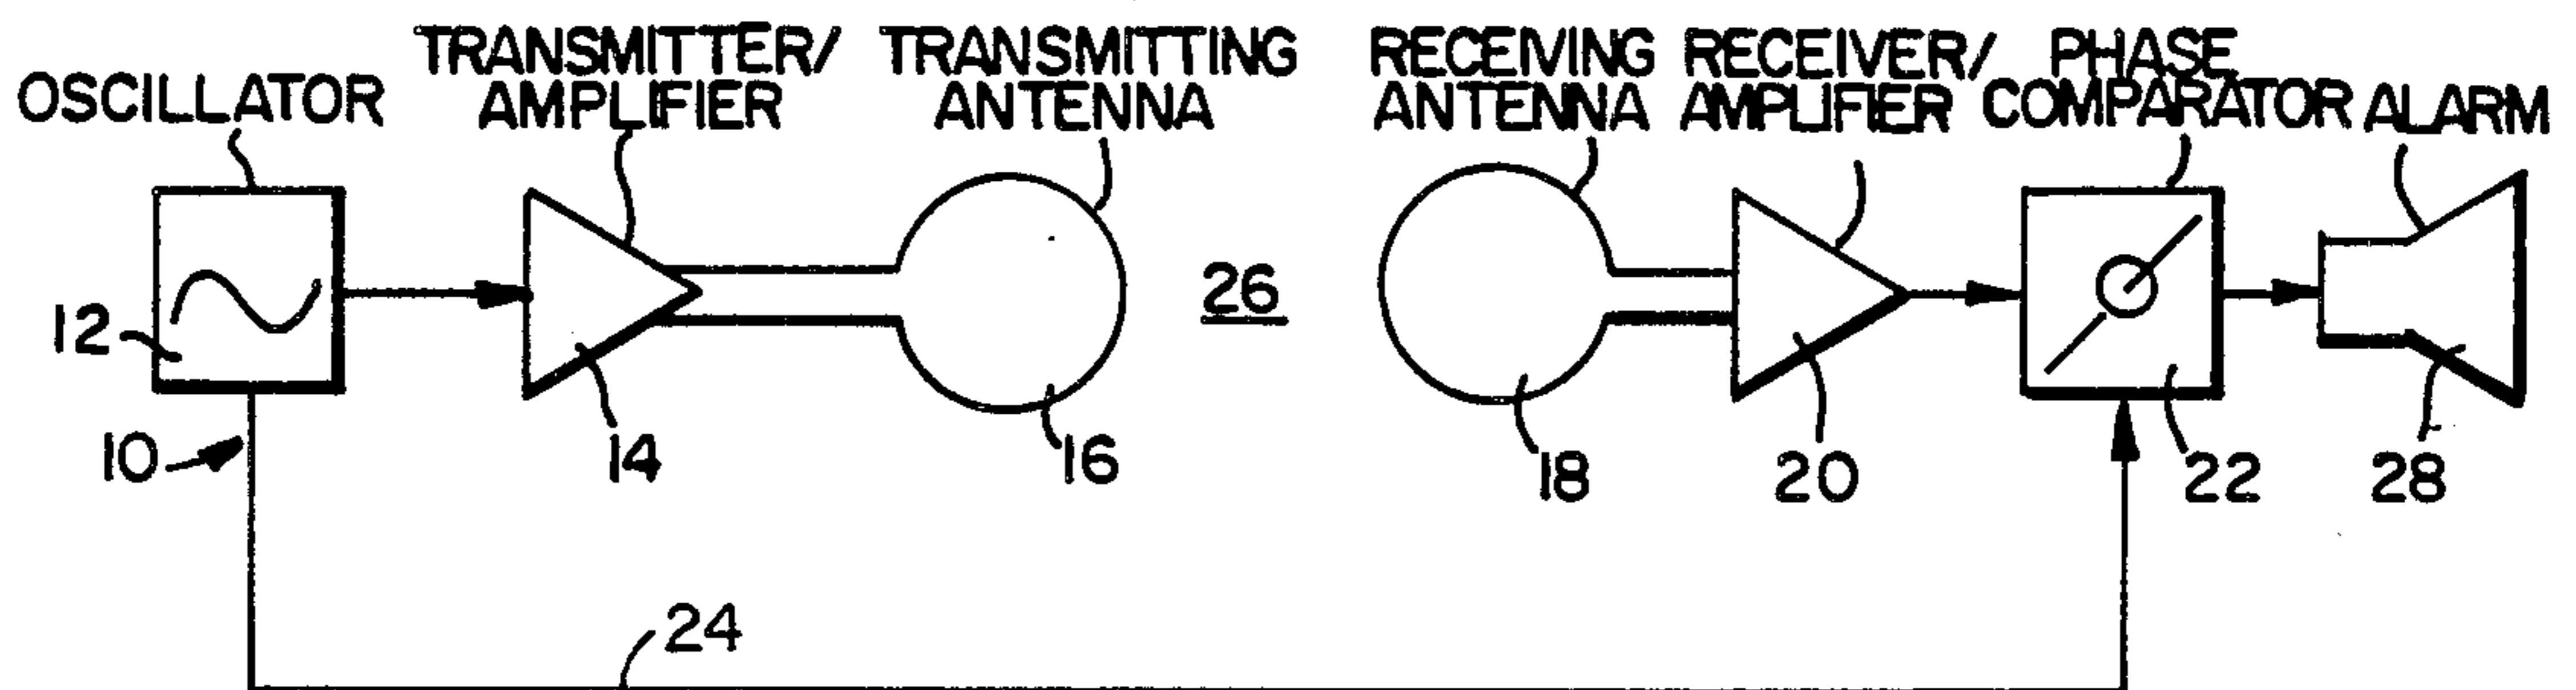 OSCILLATOR
TRANSMITTER/
AMPLIFIER
TRANSMITTING
ANTENNA
RECEIVING
ANTENNA
RECEIVER/
AMPLIFIER
PHASE
COMPARATOR
ALARM
12
10
14
16
26
18
20
22
28
24